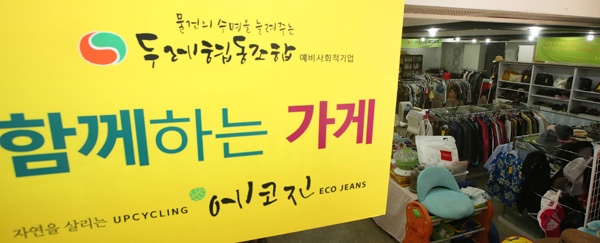 물건의 수명을 늘려주는
두레협동조합 예비사회적기업
함께하는 가게
자연을 살리는 UPCYCLING 에코진 ECO JEANS